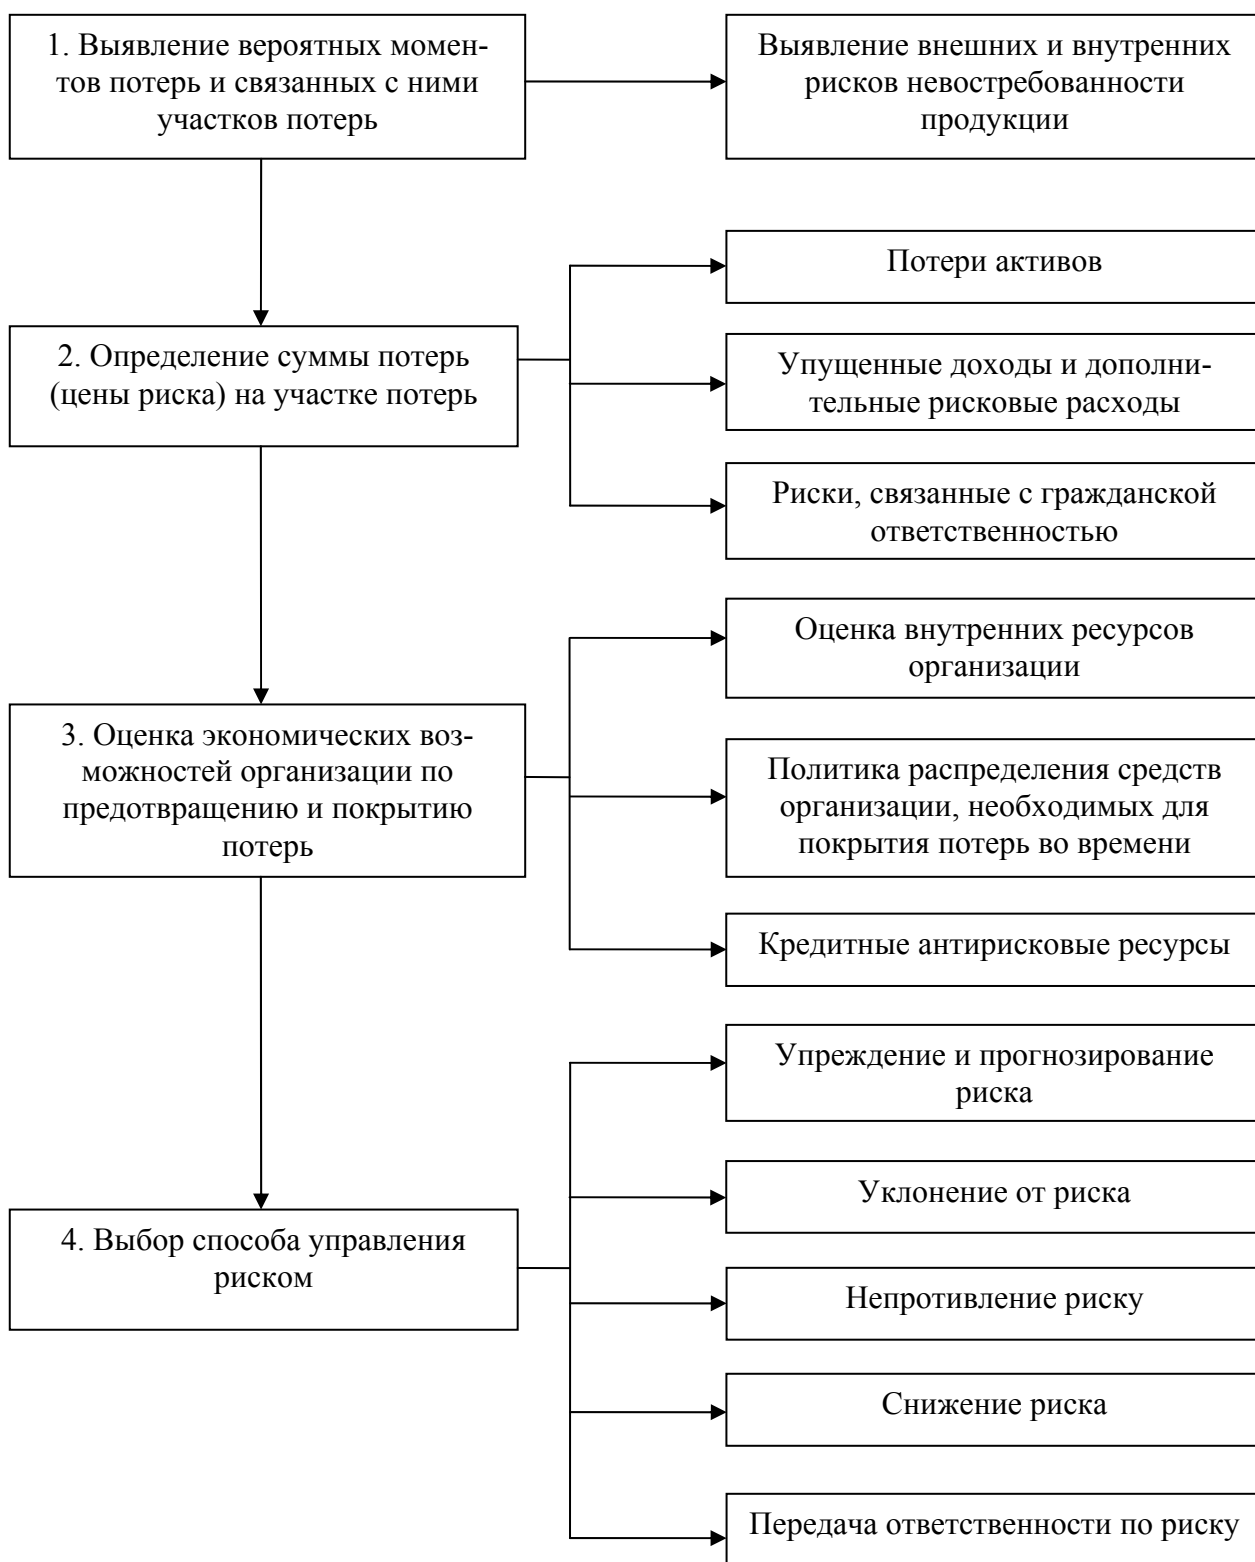 1. Выявление вероятных момен-
тов потерь и связанных с ними
участков потерь
Выявление внешних и внутренних
рисков невостребованности
продукции
2. Определение суммы потерь
(цены риска) на участке потерь
Потери активов
Упущенные доходы и дополни-
тельные рисковые расходы
Риски, связанные с гражданской
ответственностью
3. Оценка экономических воз-
можностей организации по
предотвращению и покрытию
потерь
Оценка внутренних ресурсов
организации
Политика распределения средств
организации, необходимых для
покрытия потерь во времени
Кредитные антирисковые ресурсы
4. Выбор способа управления
риском
Упреждение и прогнозирование
риска
Уклонение от риска
Непротивление риску
Снижение риска
Передача ответственности по риску